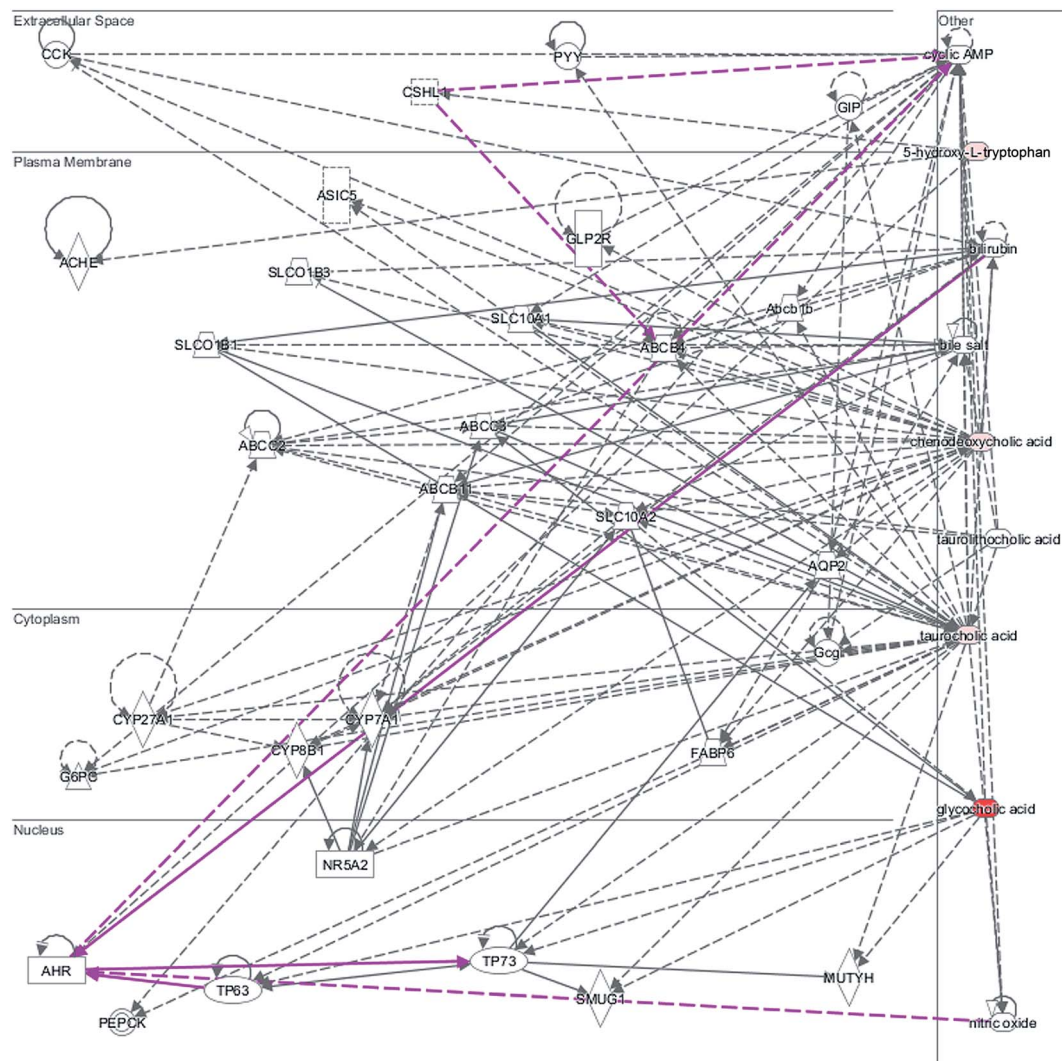 Extracellular Space
Other
CCK
PYY
cyclic AMP
CSHL1
GIP
5-hydroxy-L-tryptophan
Plasma Membrane
ASIC5
GLP2R
bilirubin
ACHE
SLCO1B3
Abcb1b
SLC10A1
SLCO1B1
ABCB4
bile salt
ABCC3
chenodeoxycholic acid
ABCC2
ABCB11
SLC10A2
taurolithocholic acid
AQP2
Cytoplasm
taurocholic acid
Gcg
CYP27A1
CYP7A1
CYP8B1
FABP6
G6PC
glycocholic acid
Nucleus
NR5A2
AHR
TP73
TP63
MUTYH
SMUG1
PEPCK
nitric oxide